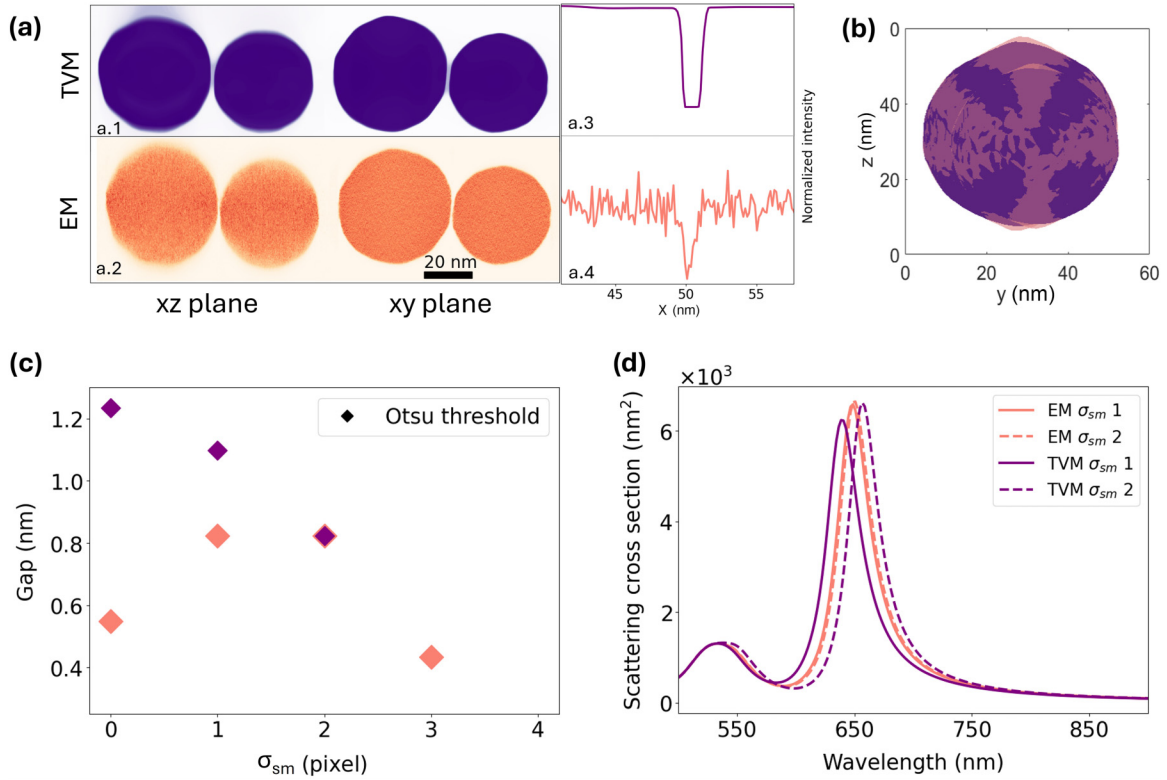 (a)
TVM
a.1
a.3
EM
a.2
20 nm
a.4
xz plane
xy plane
45
50
55
X (nm)
Normalized intensity
(b)
0
20
40
60
0
20
40
60
z (nm)
y (nm)
(c)
Otsu threshold
1.2
1.0
0.8
0.6
0.4
Gap (nm)
0
1
2
3
4
σsm (pixel)
(d)
×10³
Scattering cross section (nm²)
6
4
2
0
550
650
750
850
Wavelength (nm)
EM σsm 1
EM σsm 2
TVM σsm 1
TVM σsm 2